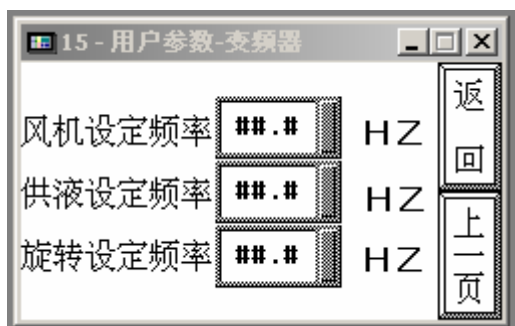 15 - 用户参数-变频器
风机设定频率 ##.# HZ
供液设定频率 ##.# HZ
旋转设定频率 ##.# HZ
返回
上一页